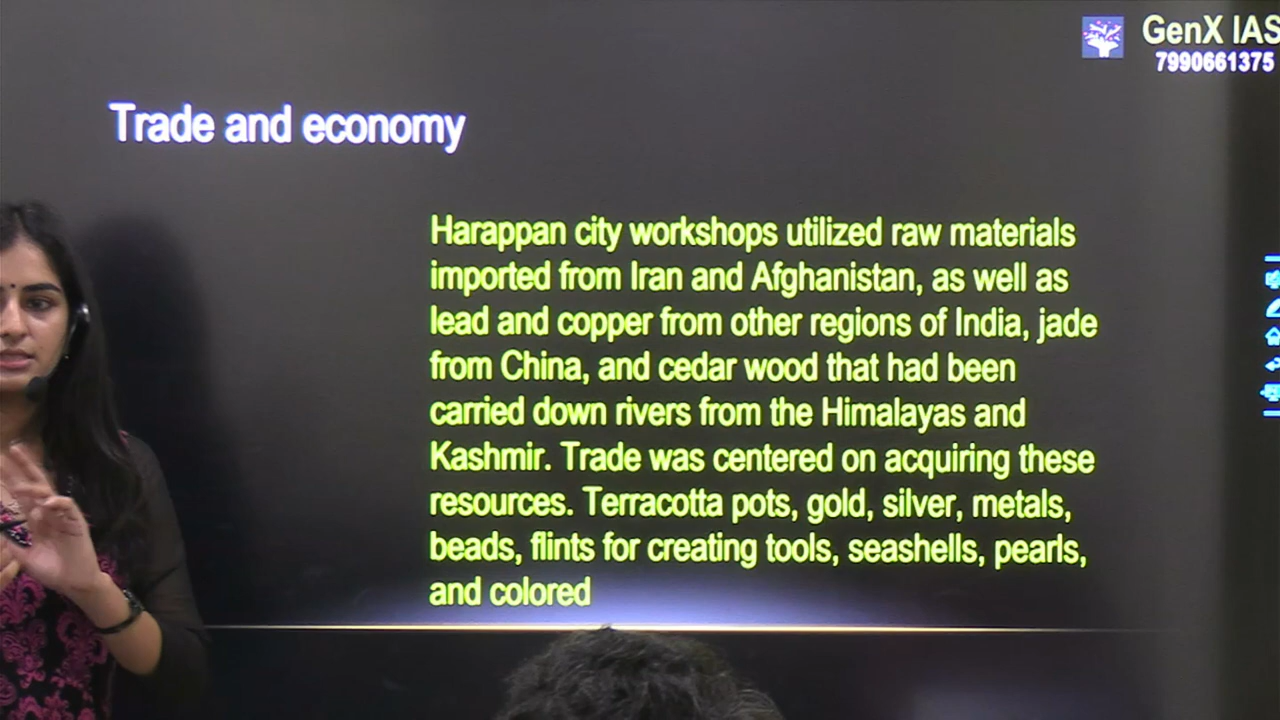 GenX IAS
7990661375
Trade and economy
Harappan city workshops utilized raw materials
imported from Iran and Afghanistan, as well as
lead and copper from other regions of India, jade
from China, and cedar wood that had been
carried down rivers from the Himalayas and
Kashmir. Trade was centered on acquiring these
resources. Terracotta pots, gold, silver, metals,
beads, flints for creating tools, seashells, pearls,
and colored